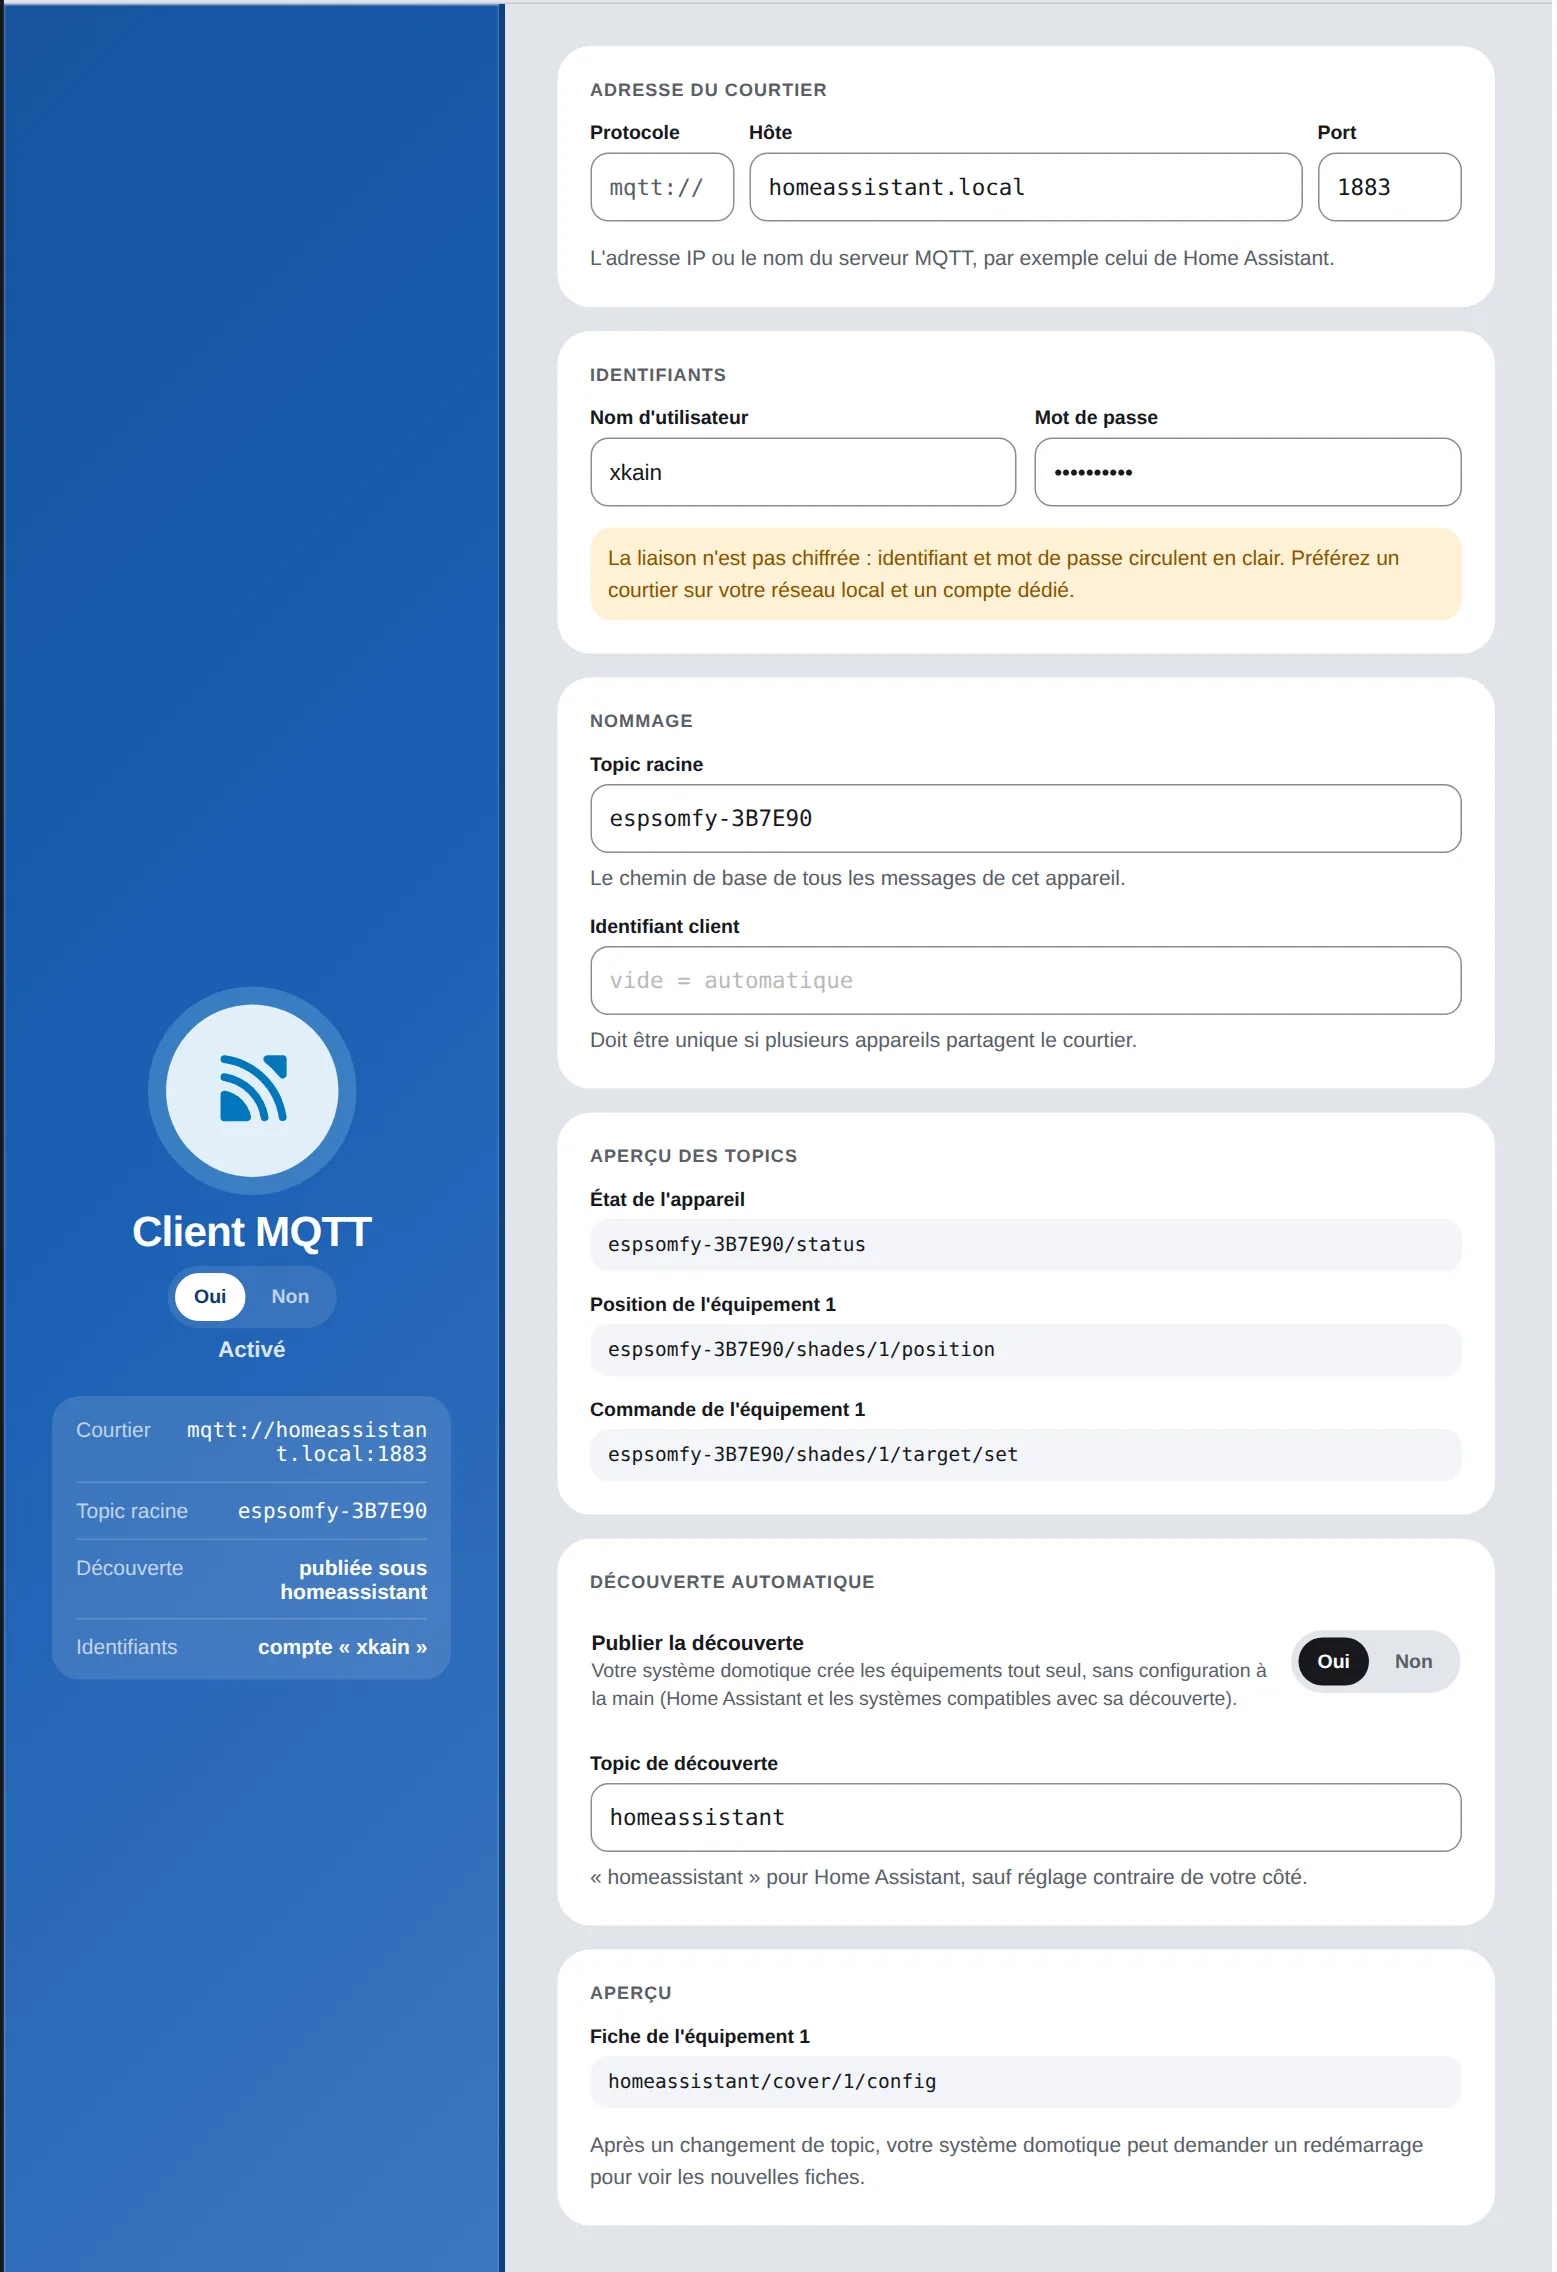 Client MQTT
Oui Non
Activé
Courtier mqtt://homeassistan
t.local:1883
Topic racine espsomfy-3B7E90
Découverte publiée sous
homeassistant
Identifiants compte « xkain »
ADRESSE DU COURTIER
Protocole Hôte Port
mqtt:// homeassistant.local 1883
L'adresse IP ou le nom du serveur MQTT, par exemple celui de Home Assistant.
IDENTIFIANTS
Nom d'utilisateur Mot de passe
xkain ••••••••••
La liaison n'est pas chiffrée : identifiant et mot de passe circulent en clair. Préférez un
courtier sur votre réseau local et un compte dédié.
NOMMAGE
Topic racine
espsomfy-3B7E90
Le chemin de base de tous les messages de cet appareil.
Identifiant client
vide = automatique
Doit être unique si plusieurs appareils partagent le courtier.
APERÇU DES TOPICS
État de l'appareil
espsomfy-3B7E90/status
Position de l'équipement 1
espsomfy-3B7E90/shades/1/position
Commande de l'équipement 1
espsomfy-3B7E90/shades/1/target/set
DÉCOUVERTE AUTOMATIQUE
Publier la découverte
Votre système domotique crée les équipements tout seul, sans configuration à
la main (Home Assistant et les systèmes compatibles avec sa découverte).
Oui Non
Topic de découverte
homeassistant
« homeassistant » pour Home Assistant, sauf réglage contraire de votre côté.
APERÇU
Fiche de l'équipement 1
homeassistant/cover/1/config
Après un changement de topic, votre système domotique peut demander un redémarrage
pour voir les nouvelles fiches.